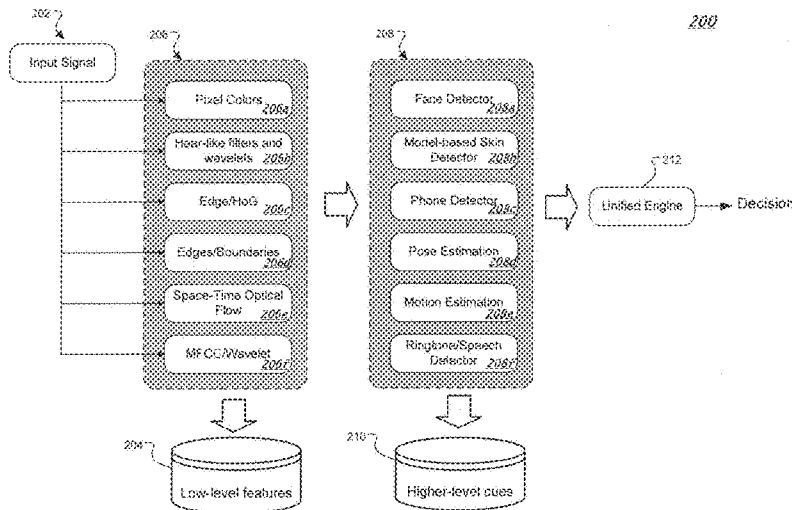 200
202
Input Signal
206
Pixel Colors
206a
Haar-like filters and
wavelets
206b
Edge/HoG
206c
Edges/Boundaries
206d
Space-Time Optical
Flow
206e
MFCC/Wavelet
206f
204
Low-level features
208
Face Detector
208a
Model-based Skin
Detector
208b
Phone Detector
208c
Pose Estimation
208d
Motion Estimation
208e
Ringtone/Speech
Detector
208f
210
Higher-level cues
212
Unified Engine
Decision